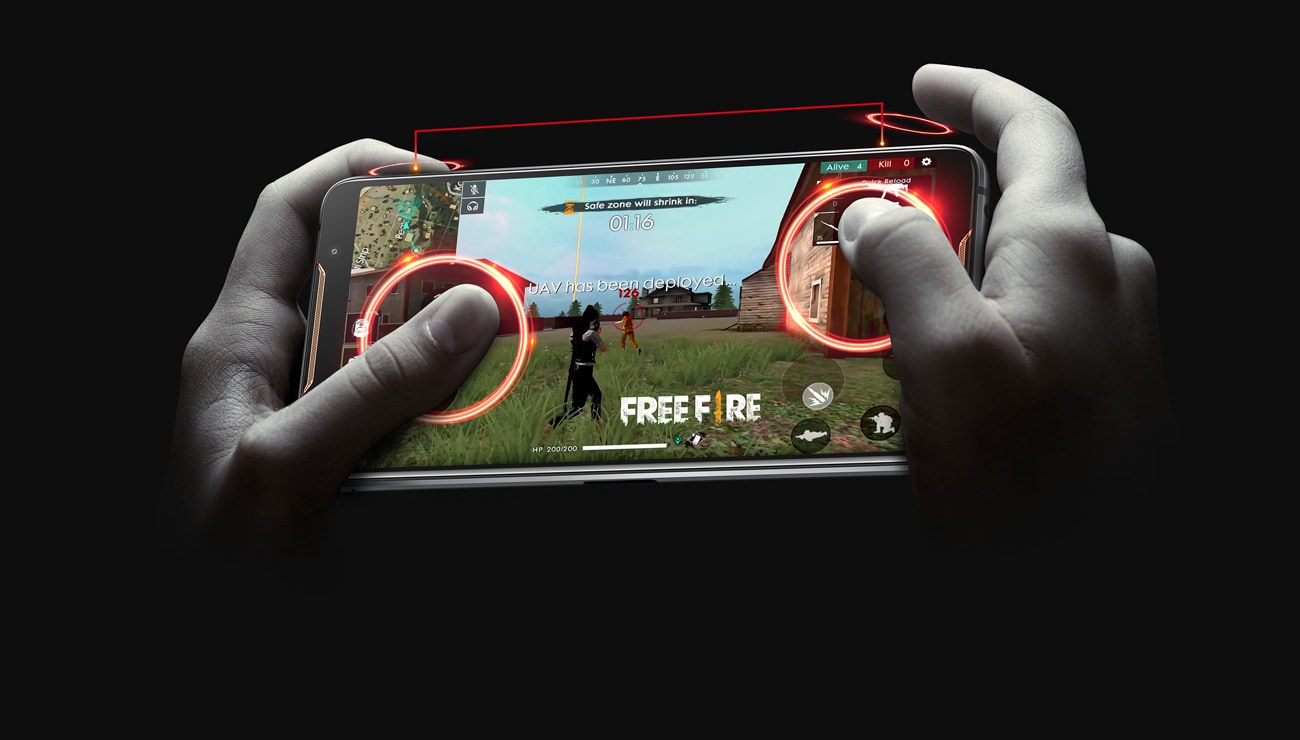 Alive 4 Kill 0
Quick Reload
30 NE 60 75 E 105 120
Safe zone will shrink in:
01:16
UAV has been deployed...
126
FREE FIRE
HP 200/200